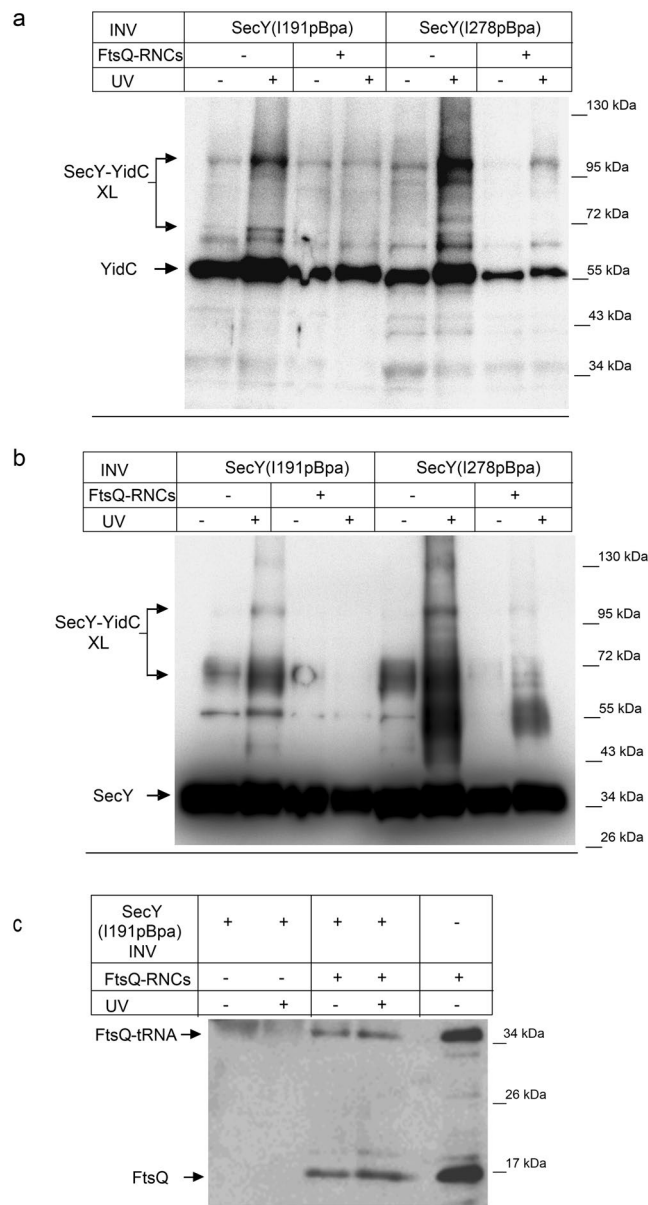 a
INV SecY(I191pBpa) SecY(I278pBpa)
FtsQ-RNCs - + - +
UV - + - + - + - +
130 kDa
SecY-YidC
XL
95 kDa
72 kDa
YidC
55 kDa
43 kDa
34 kDa
b
INV SecY(I191pBpa) SecY(I278pBpa)
FtsQ-RNCs - + - +
UV - + - + - + - +
130 kDa
SecY-YidC
XL
95 kDa
72 kDa
55 kDa
43 kDa
SecY
34 kDa
26 kDa
c
SecY
(I191pBpa)
INV
+ + + + -
FtsQ-RNCs - - + + +
UV - + - + -
FtsQ-tRNA
34 kDa
26 kDa
17 kDa
FtsQ